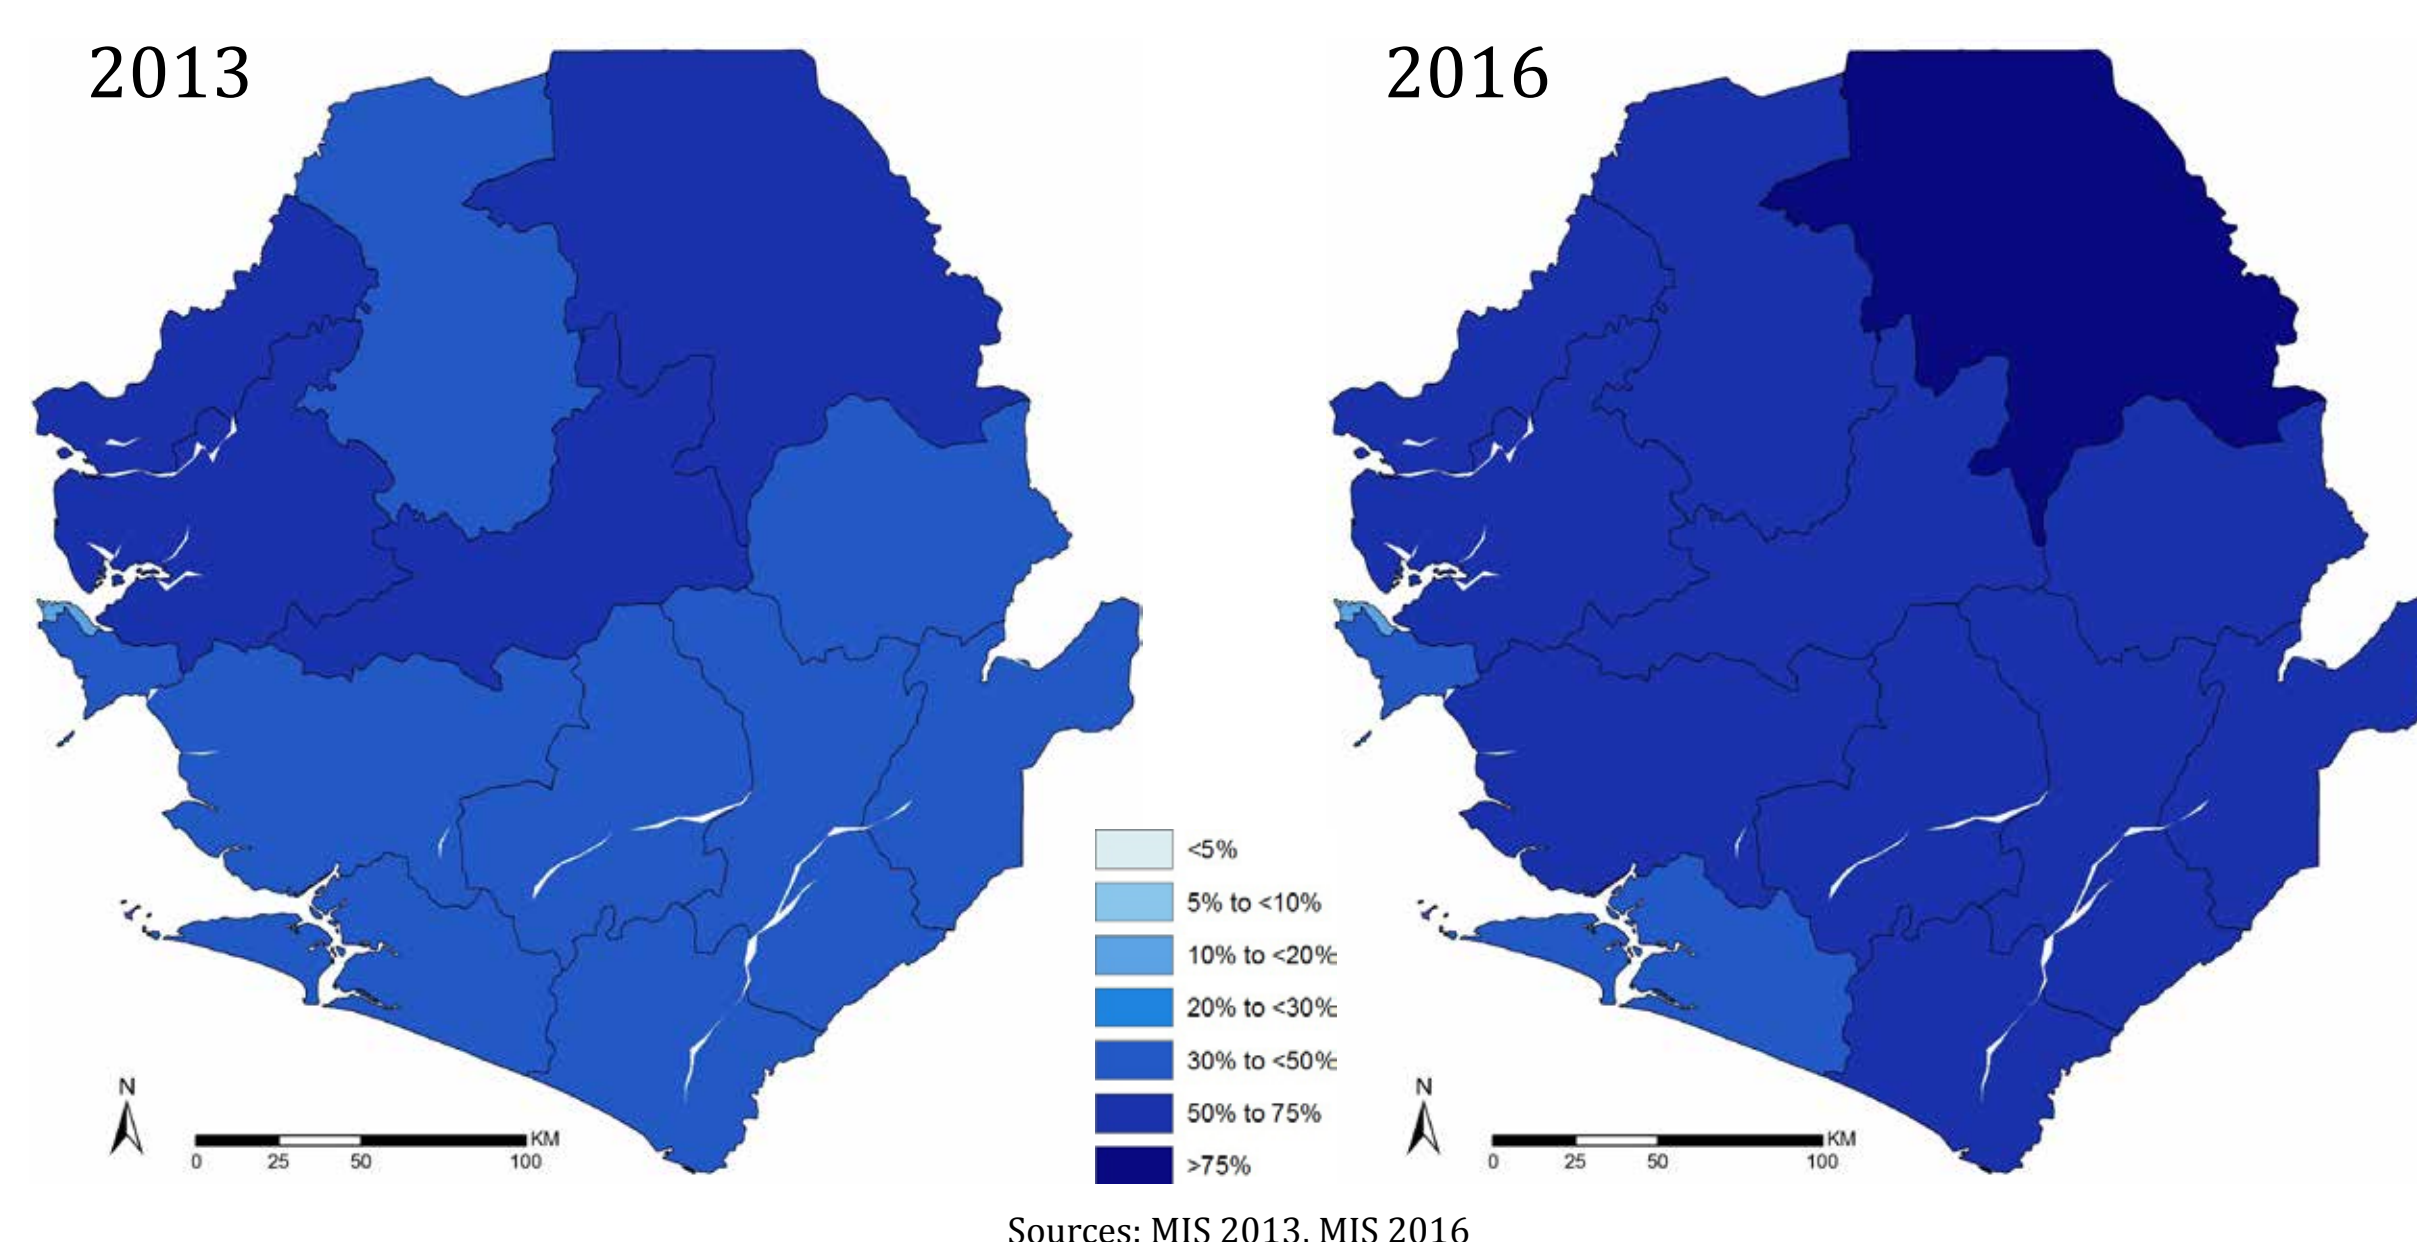 2013
2016
<5%
5% to <10%
10% to <20%
20% to <30%
30% to <50%
50% to 75%
>75%
N
KM
0 25 50 100
N
KM
0 25 50 100
Sources: MIS 2013, MIS 2016